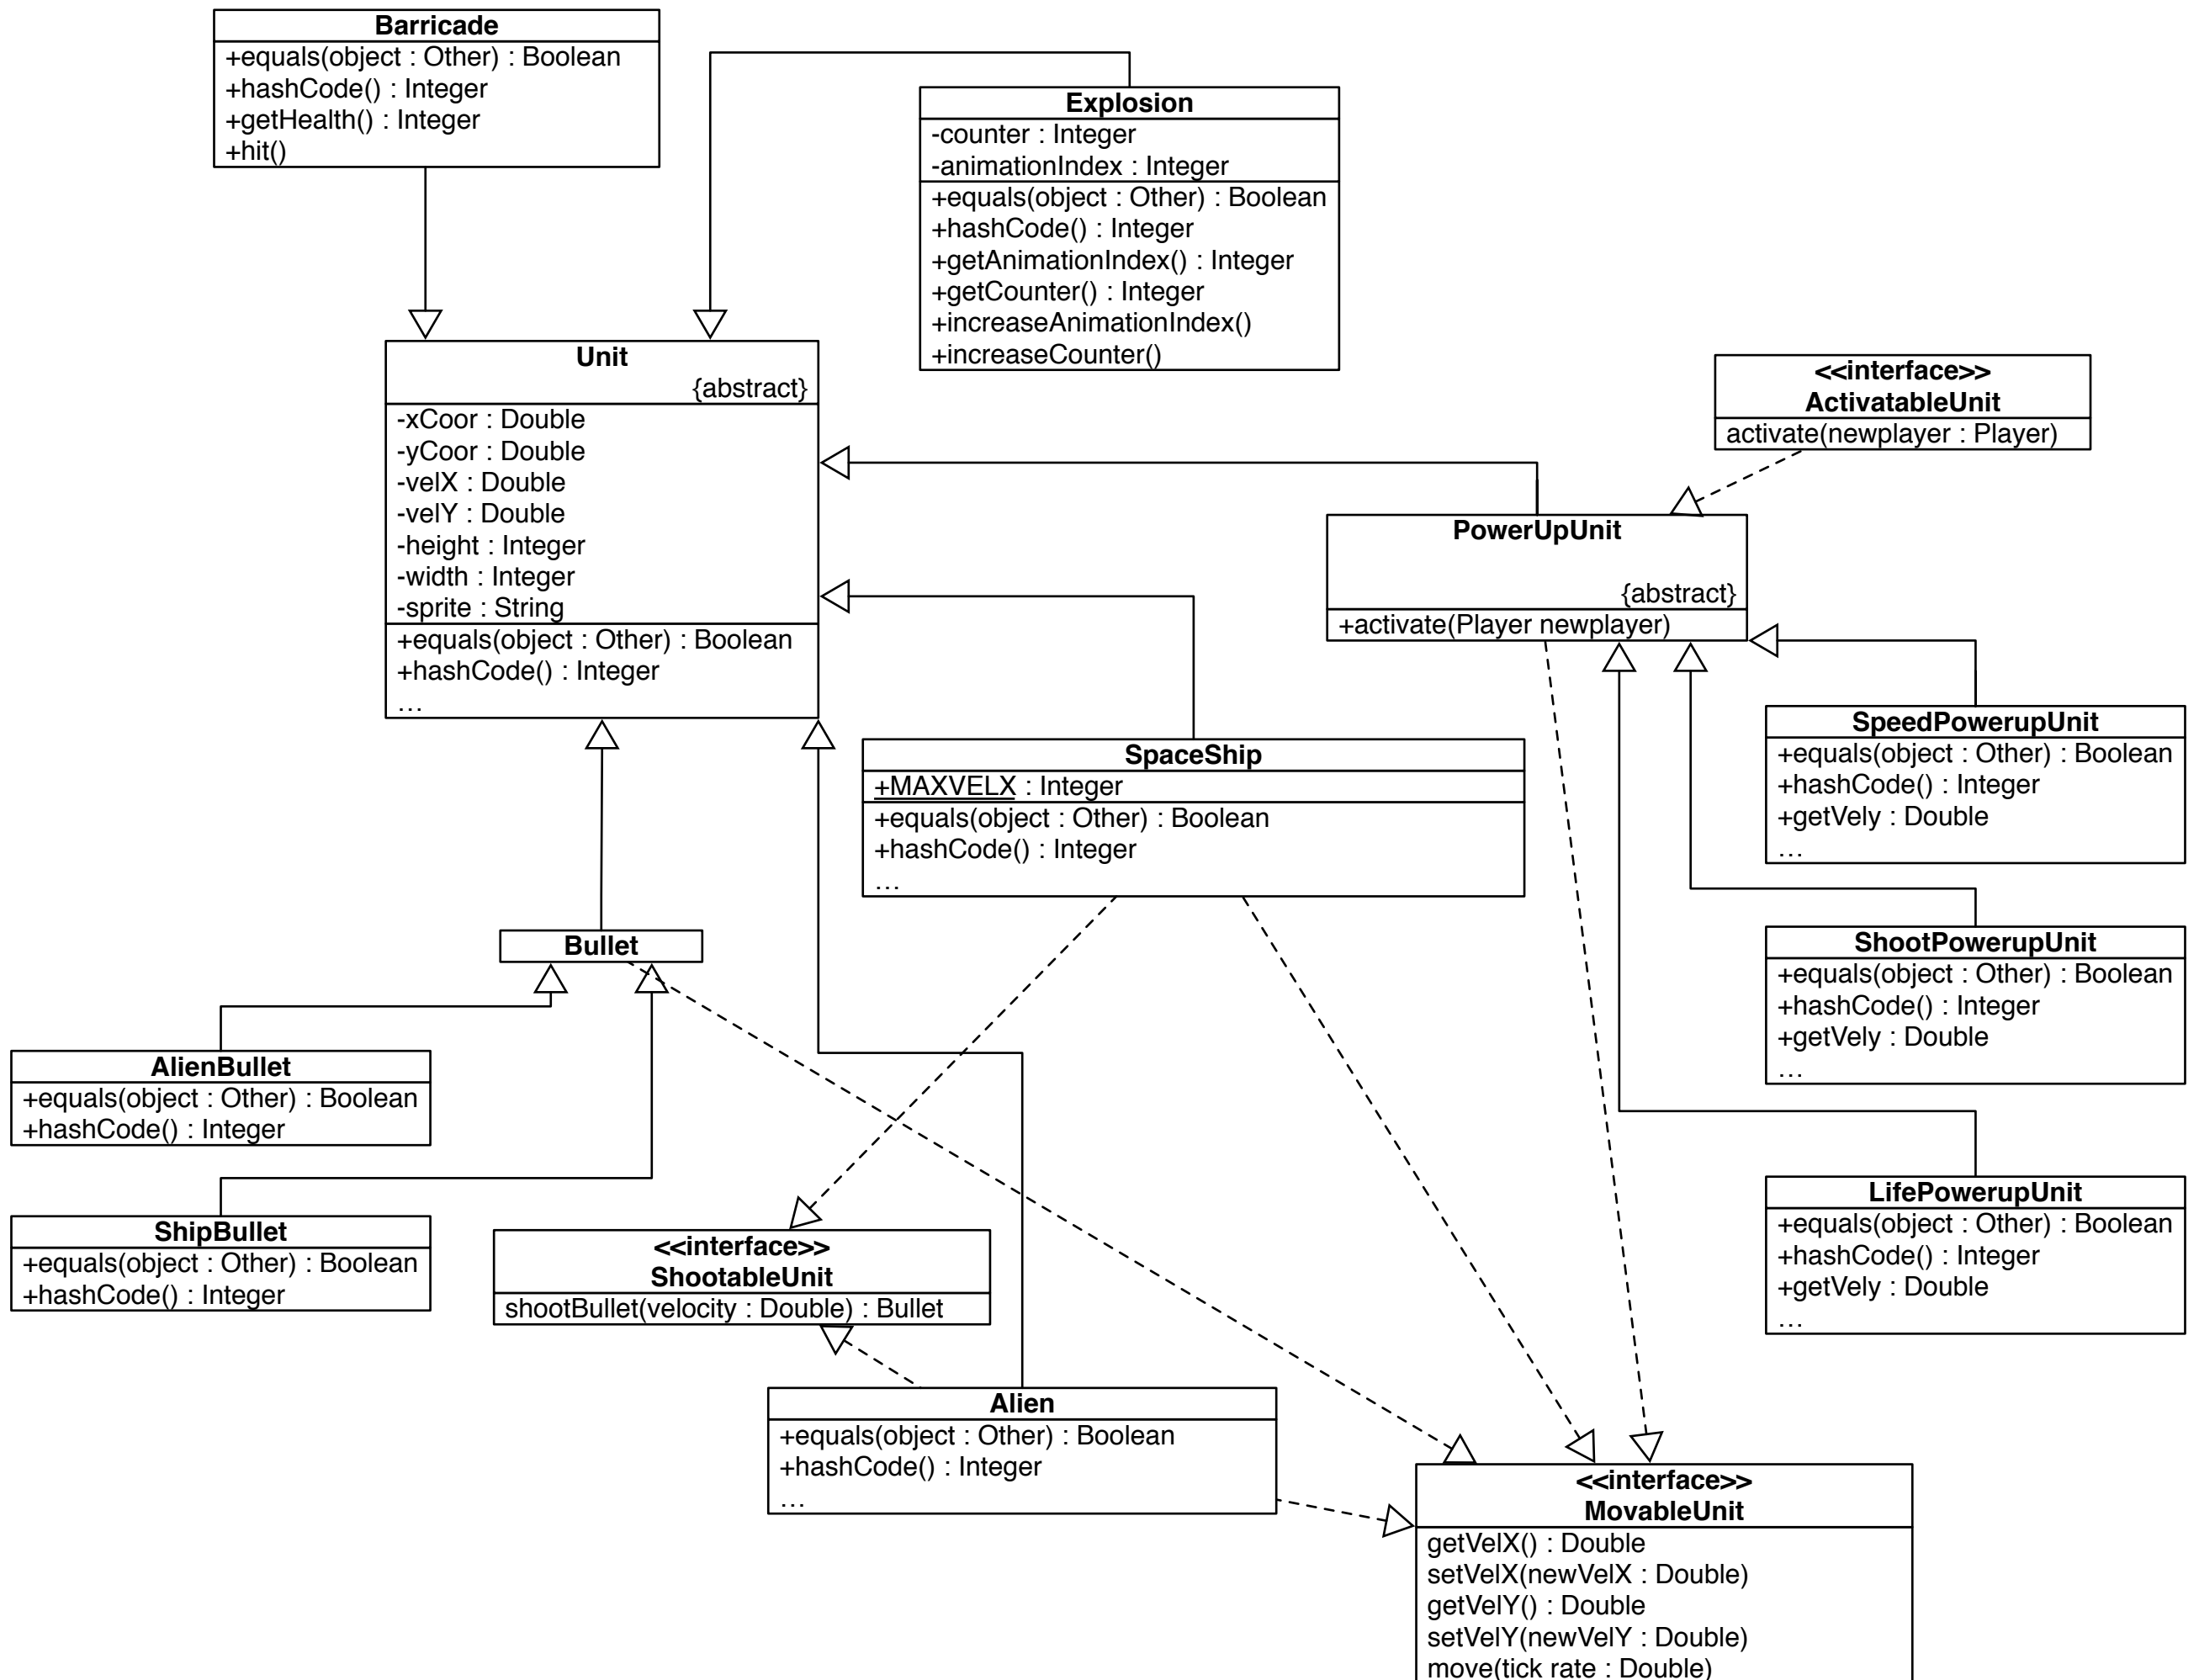 Barricade
+equals(object : Other) : Boolean
+hashCode() : Integer
+getHealth() : Integer
+hit()
Explosion
-counter : Integer
-animationIndex : Integer
+equals(object : Other) : Boolean
+hashCode() : Integer
+getAnimationIndex() : Integer
+getCounter() : Integer
+increaseAnimationIndex()
+increaseCounter()
Unit
{abstract}
-xCoor : Double
-yCoor : Double
-velX : Double
-velY : Double
-height : Integer
-width : Integer
-sprite : String
+equals(object : Other) : Boolean
+hashCode() : Integer
…
<<interface>>
ActivatableUnit
activate(newplayer : Player)
PowerUpUnit
{abstract}
+activate(Player newplayer)
SpeedPowerupUnit
+equals(object : Other) : Boolean
+hashCode() : Integer
+getVely : Double
…
SpaceShip
+MAXVELX : Integer
+equals(object : Other) : Boolean
+hashCode() : Integer
…
Bullet
ShootPowerupUnit
+equals(object : Other) : Boolean
+hashCode() : Integer
+getVely : Double
…
AlienBullet
+equals(object : Other) : Boolean
+hashCode() : Integer
ShipBullet
+equals(object : Other) : Boolean
+hashCode() : Integer
<<interface>>
ShootableUnit
shootBullet(velocity : Double) : Bullet
LifePowerupUnit
+equals(object : Other) : Boolean
+hashCode() : Integer
+getVely : Double
…
Alien
+equals(object : Other) : Boolean
+hashCode() : Integer
…
<<interface>>
MovableUnit
getVelX() : Double
setVelX(newVelX : Double)
getVelY() : Double
setVelY(newVelY : Double)
move(tick rate : Double)